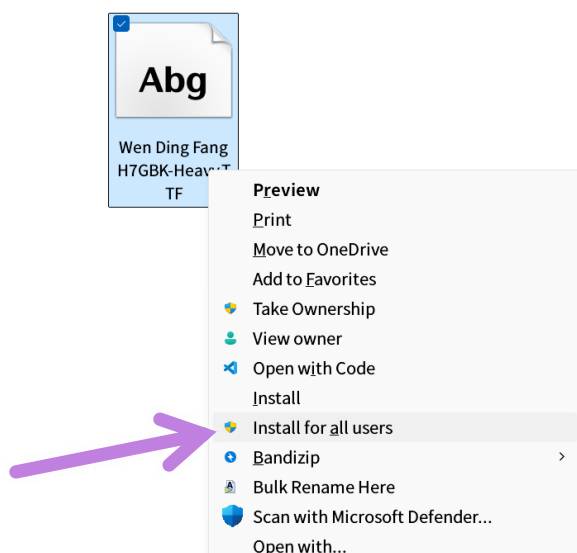 Abg
Wen Ding Fang
H7GBK-Heavy.T
TF
Preview
Print
Move to OneDrive
Add to Favorites
Take Ownership
View owner
Open with Code
Install
Install for all users
Bandizip
Bulk Rename Here
Scan with Microsoft Defender...
Open with...